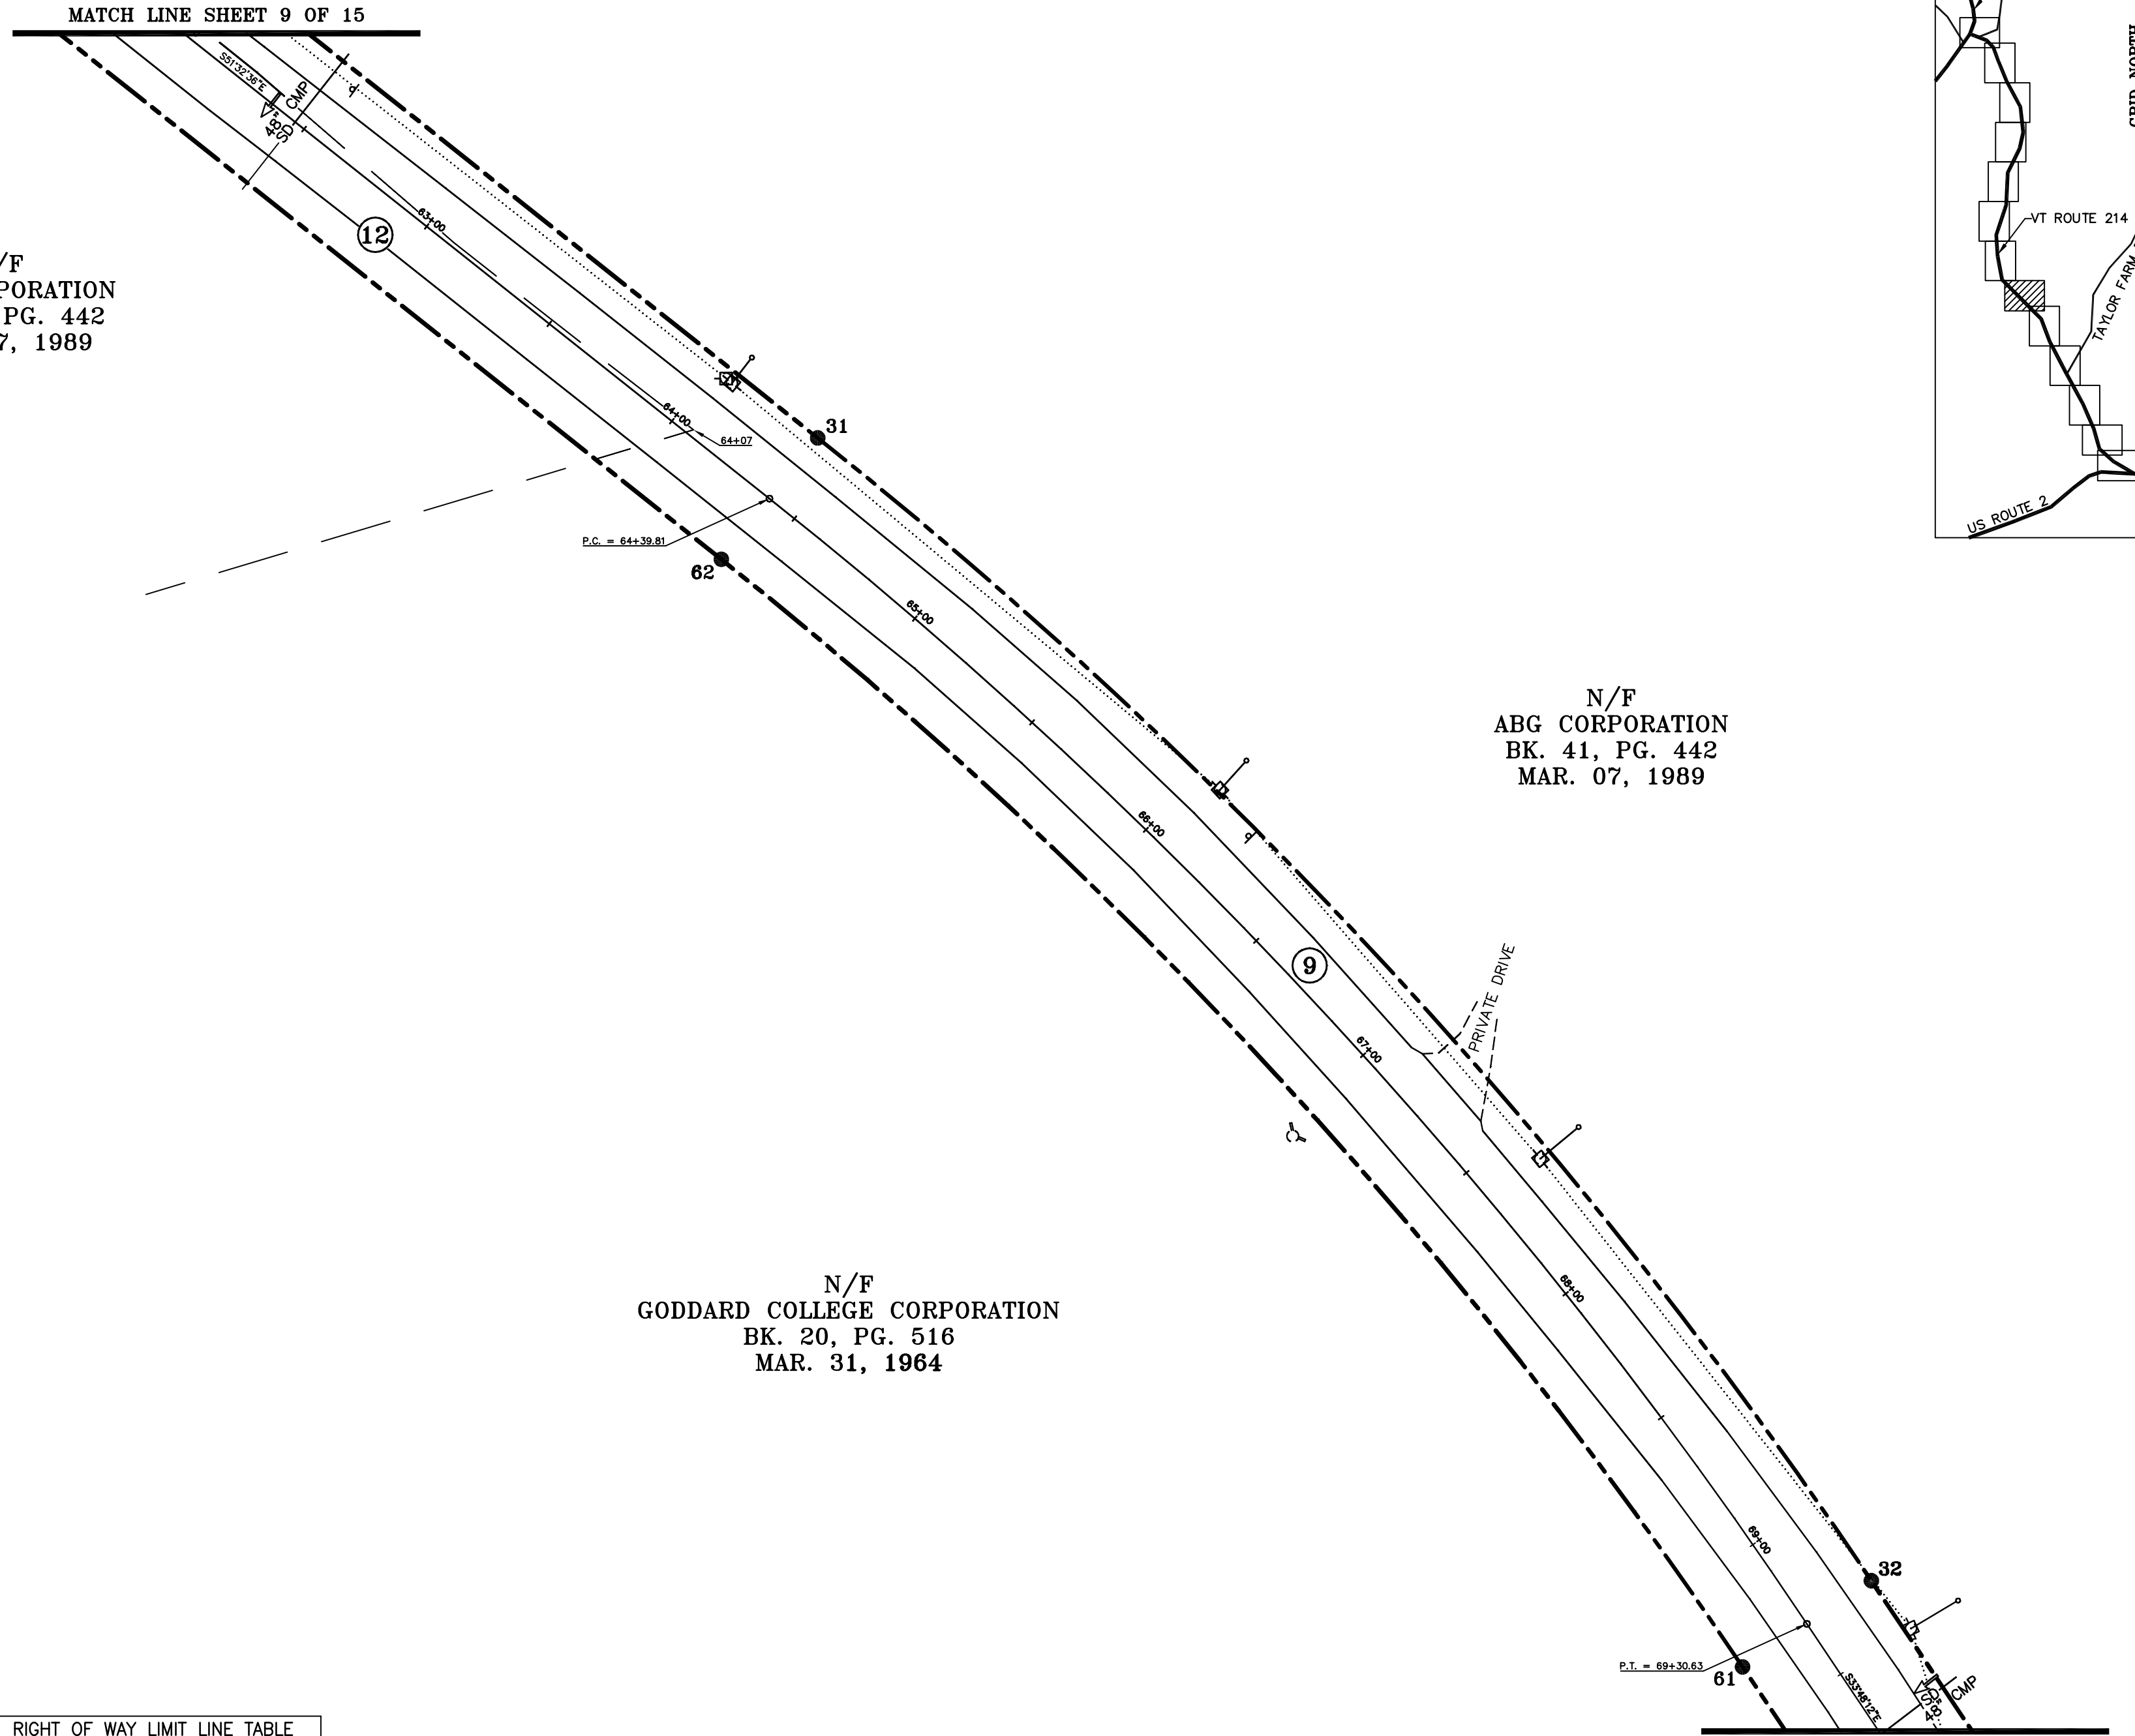 MATCH LINE SHEET 9 OF 15
S51°32'36"E
48" CMP
SD
63+00
12
/F
PORATION
PG. 442
7, 1989
VT ROUTE 214
TAYLOR FARM
US ROUTE 2
GRID NORTH
64+00
64+07
31
P.C. = 64+39.81
62
65+00
N/F
ABG CORPORATION
BK. 41, PG. 442
MAR. 07, 1989
66+00
9
PRIVATE DRIVE
67+00
68+00
N/F
GODDARD COLLEGE CORPORATION
BK. 20, PG. 516
MAR. 31, 1964
69+00
32
P.T. = 69+30.63
61
S33°48'12"E
48" CMP
SD
RIGHT OF WAY LIMIT LINE TABLE